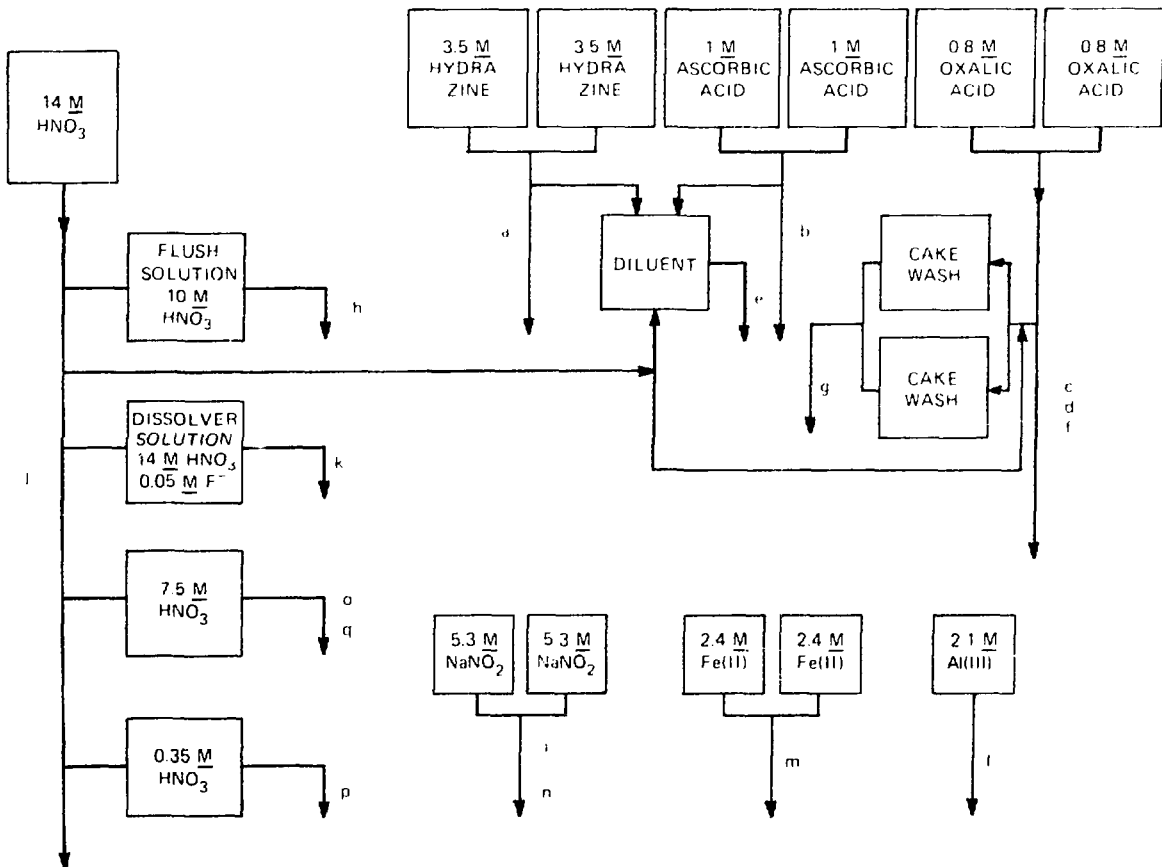 14 M
HNO3
3.5 M
HYDRA
ZINE
3.5 M
HYDRA
ZINE
1 M
ASCORBIC
ACID
1 M
ASCORBIC
ACID
0.8 M
OXALIC
ACID
0.8 M
OXALIC
ACID
FLUSH
SOLUTION
10 M
HNO3
h
a
DILUENT
e
b
CAKE
WASH
CAKE
WASH
g
c
d
f
DISSOLVER
SOLUTION
14 M HNO3
0.05 M F-
k
j
7.5 M
HNO3
o
q
0.35 M
HNO3
p
5.3 M
NaNO2
5.3 M
NaNO2
i
n
2.4 M
Fe(II)
2.4 M
Fe(II)
m
2.1 M
Al(III)
l